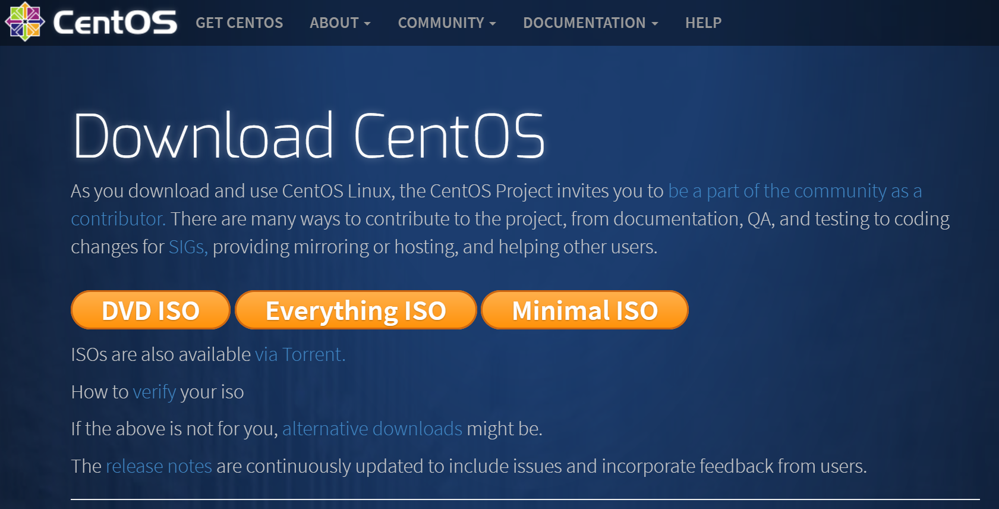 CentOS GET CENTOS ABOUT COMMUNITY DOCUMENTATION HELP
Download CentOS
As you download and use CentOS Linux, the CentOS Project invites you to be a part of the community as a
contributor. There are many ways to contribute to the project, from documentation, QA, and testing to coding
changes for SIGs, providing mirroring or hosting, and helping other users.
DVD ISO Everything ISO Minimal ISO
ISOs are also available via Torrent.
How to verify your iso
If the above is not for you, alternative downloads might be.
The release notes are continuously updated to include issues and incorporate feedback from users.